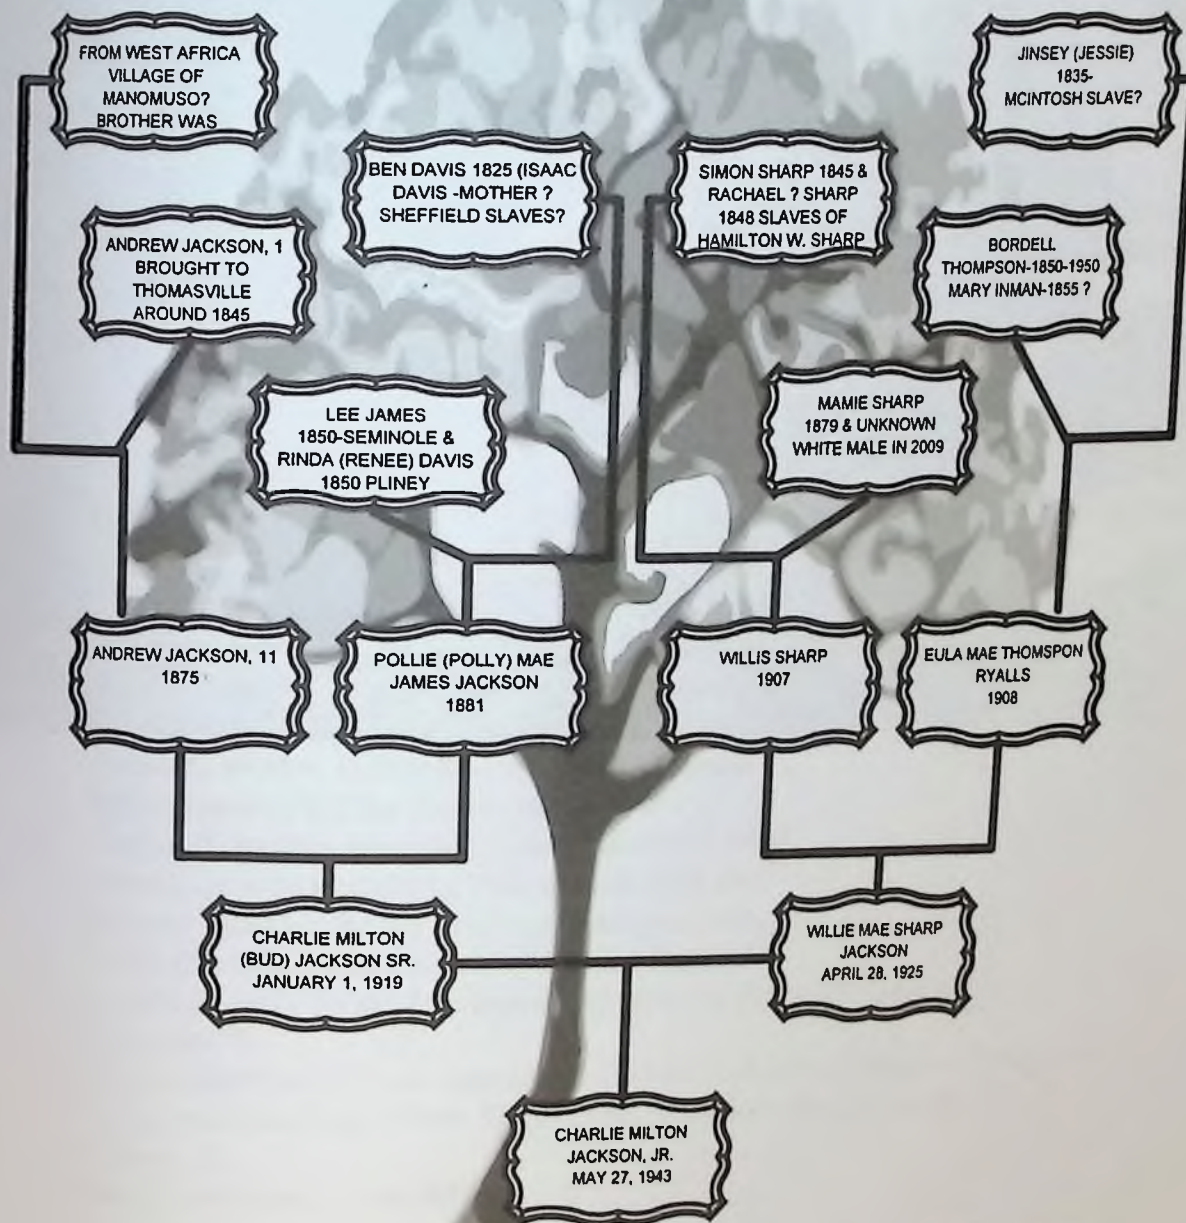 FROM WEST AFRICA
VILLAGE OF
MANOMUSO?
BROTHER WAS
JINSEY (JESSIE)
1835-
MCINTOSH SLAVE?
BEN DAVIS 1825 (ISAAC
DAVIS -MOTHER ?
SHEFFIELD SLAVES?
SIMON SHARP 1845 &
RACHAEL ? SHARP
1848 SLAVES OF
HAMILTON W. SHARP
ANDREW JACKSON, 1
BROUGHT TO
THOMASVILLE
AROUND 1845
BORDELL
THOMPSON-1850-1950
MARY INMAN-1855 ?
LEE JAMES
1850-SEMINOLE &
RINDA (RENEE) DAVIS
1850 PLINEY
MAMIE SHARP
1879 & UNKNOWN
WHITE MALE IN 2009
ANDREW JACKSON, 11
1875
POLLIE (POLLY) MAE
JAMES JACKSON
1881
WILLIS SHARP
1907
EULA MAE THOMSPON
RYALLS
1908
CHARLIE MILTON
(BUD) JACKSON SR.
JANUARY 1, 1919
WILLIE MAE SHARP
JACKSON
APRIL 28, 1925
CHARLIE MILTON
JACKSON, JR.
MAY 27, 1943